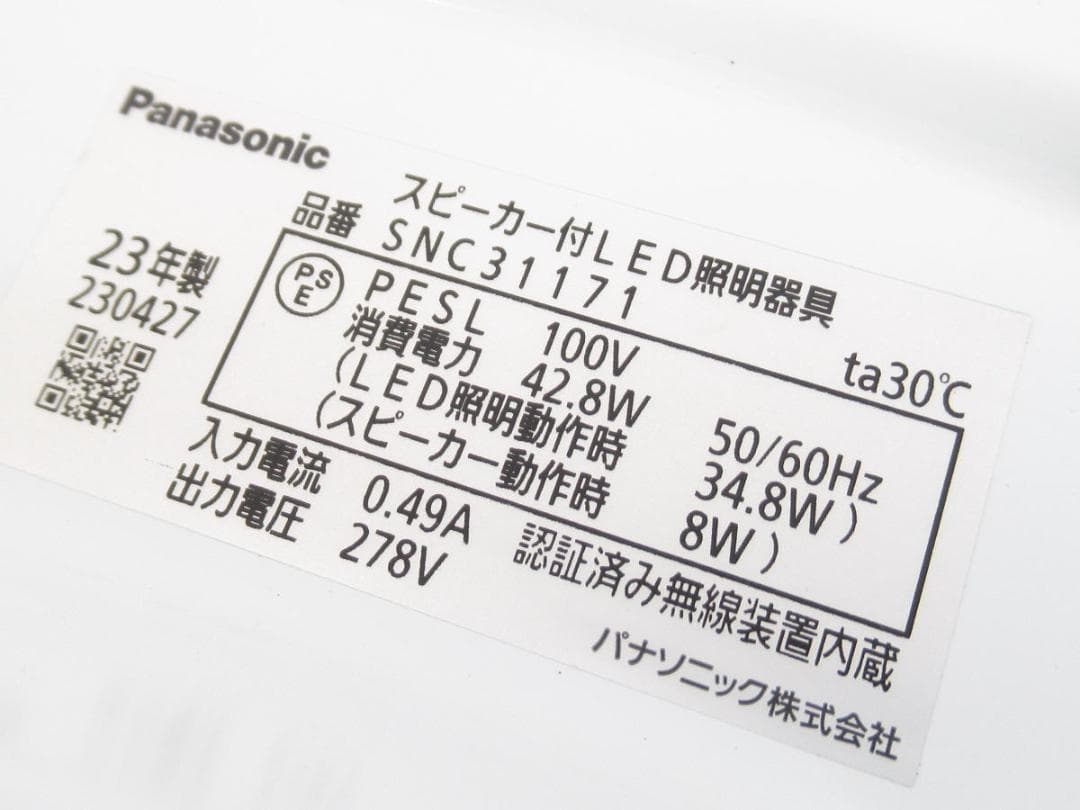 Panasonic
スピーカー付LED照明器具
品番 SNC31171
ta30℃
23年製
230427
PSE
PESL 100V 50/60Hz
消費電力 42.8W
(LED照明動作時 34.8W)
(スピーカー動作時 8W)
入力電流 0.49A
出力電圧 278V
認証済み無線装置内蔵
パナソニック株式会社